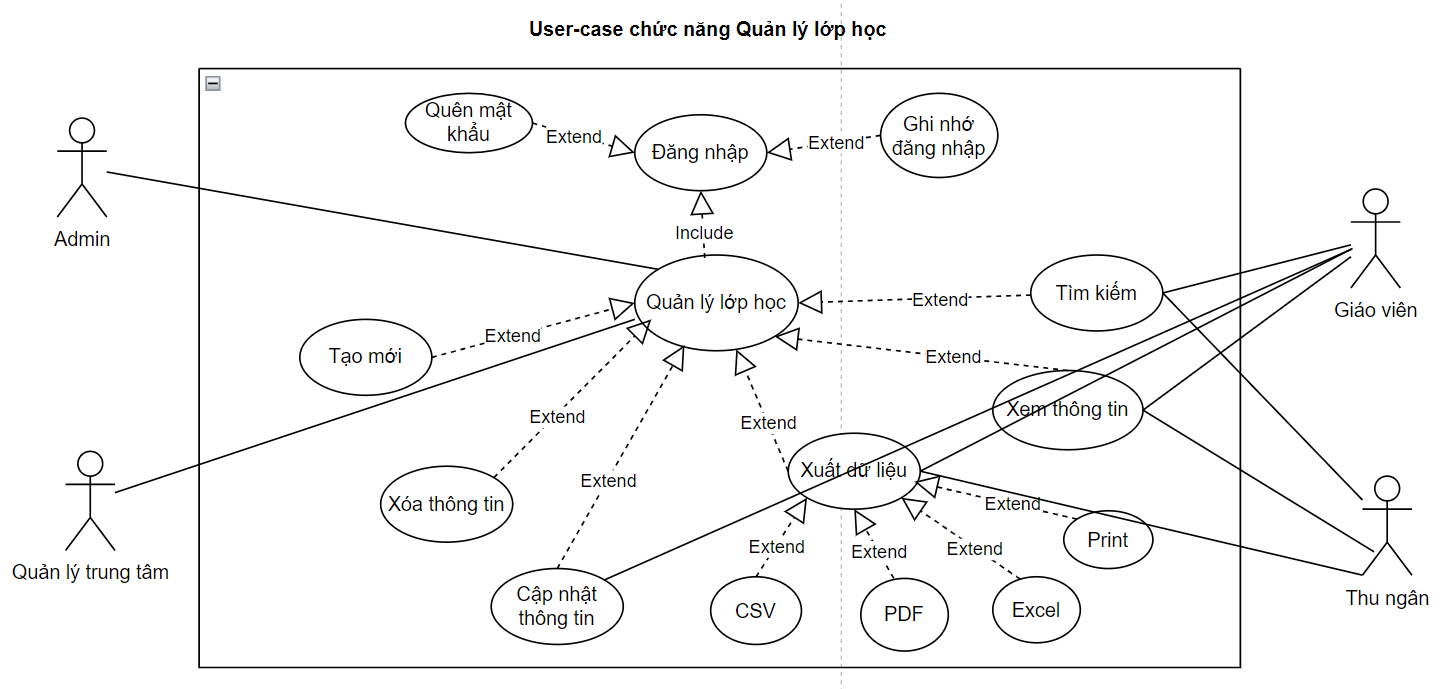 User-case chức năng Quản lý lớp học
Quên mật
khẩu
Extend
Đăng nhập
Extend
Ghi nhớ
đăng nhập
Admin
Include
Quản lý lớp học
Extend
Tìm kiếm
Giáo viên
Tạo mới
Extend
Extend
Xem thông tin
Extend
Extend
Xuất dữ liệu
Extend
Xóa thông tin
Extend
Print
Quản lý trung tâm
Extend
Extend
Extend
Cập nhật
thông tin
CSV
PDF
Excel
Thu ngân